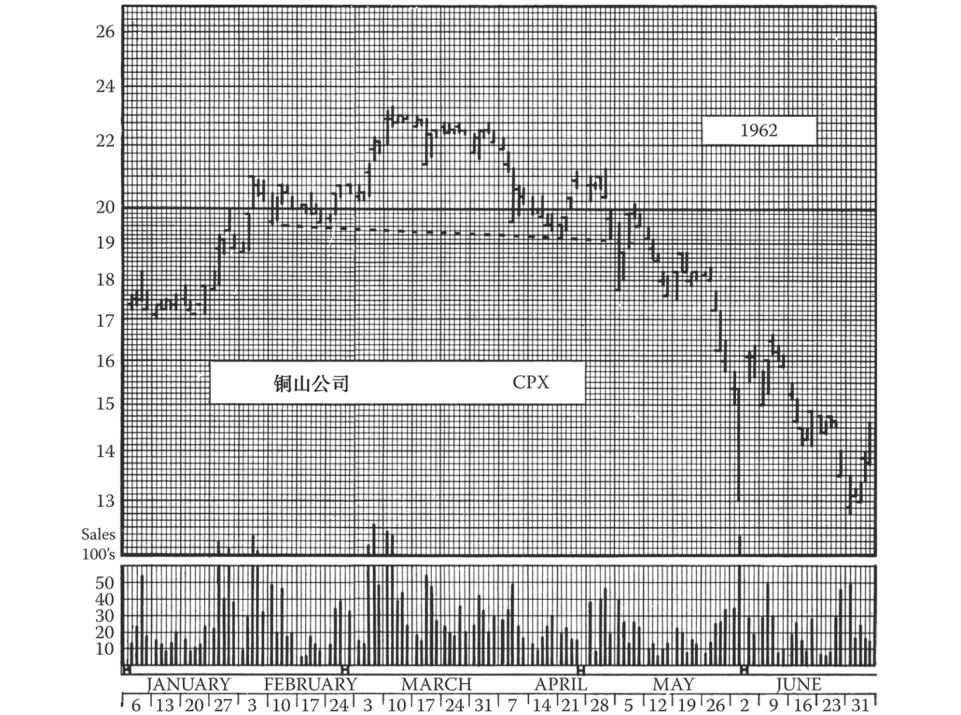 26
24
22
1962
20
19
18
17
16
铜山公司 CPX
15
14
13
Sales
100's
50
40
30
20
10
H H H H
JANUARY FEBRUARY MARCH APRIL MAY JUNE
6 13 20 27 3 10 17 24 3 10 17 24 31 7 14 21 28 5 12 19 26 2 9 16 23 31